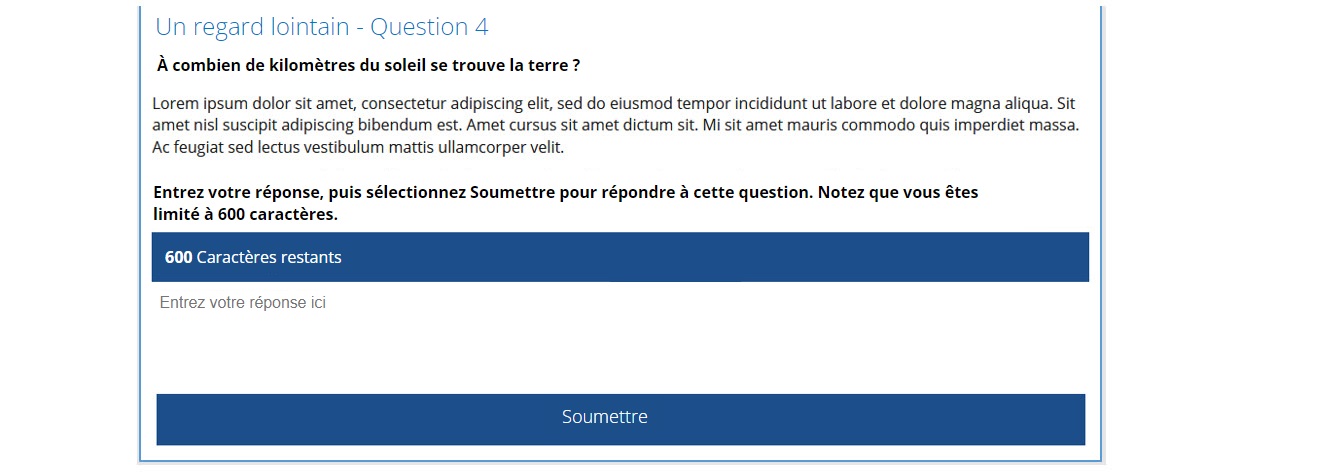 Un regard lointain - Question 4
À combien de kilomètres du soleil se trouve la terre ?
Lorem ipsum dolor sit amet, consectetur adipiscing elit, sed do eiusmod tempor incididunt ut labore et dolore magna aliqua. Sit
amet nisl suscipit adipiscing bibendum est. Amet cursus sit amet dictum sit. Mi sit amet mauris commodo quis imperdiet massa.
Ac feugiat sed lectus vestibulum mattis ullamcorper velit.
Entrez votre réponse, puis sélectionnez Soumettre pour répondre à cette question. Notez que vous êtes
limité à 600 caractères.
600 Caractères restants
Entrez votre réponse ici
Soumettre